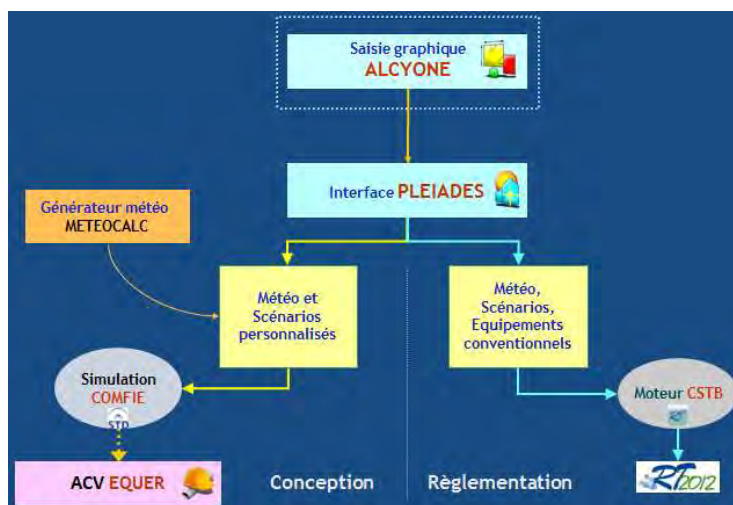 Saisie graphique
ALCYONE
Interface PLEIADES
Générateur météo
METEOCALC
Météo et
Scénarios
personnalisés
Météo,
Scénarios,
Equipements
conventionnels
Simulation
COMFIE
STD
Moteur CSTB
ACV EQUER
Conception
Règlementation
RT2012